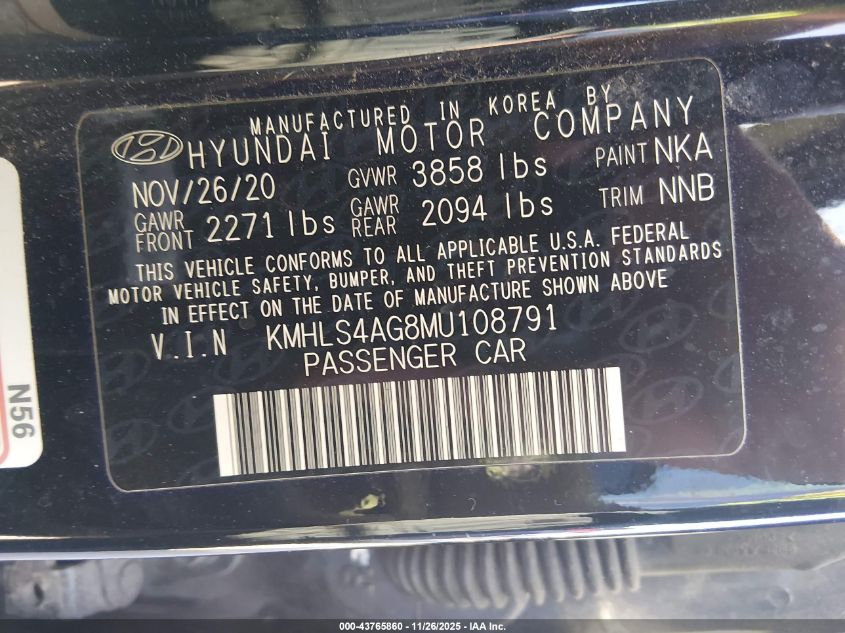 MANUFACTURED IN KOREA BY
HYUNDAI MOTOR COMPANY
NOV/26/20 GVWR 3858 lbs PAINT NKA
GAWR FRONT 2271 lbs GAWR REAR 2094 lbs TRIM NNB
THIS VEHICLE CONFORMS TO ALL APPLICABLE U.S.A. FEDERAL
MOTOR VEHICLE SAFETY, BUMPER, AND THEFT PREVENTION STANDARDS
IN EFFECT ON THE DATE OF MANUFACTURE SHOWN ABOVE
V.I.N KMHLS4AG8MU108791
PASSENGER CAR
N56
000-43765860 | 11/26/2025 | IAA Inc.